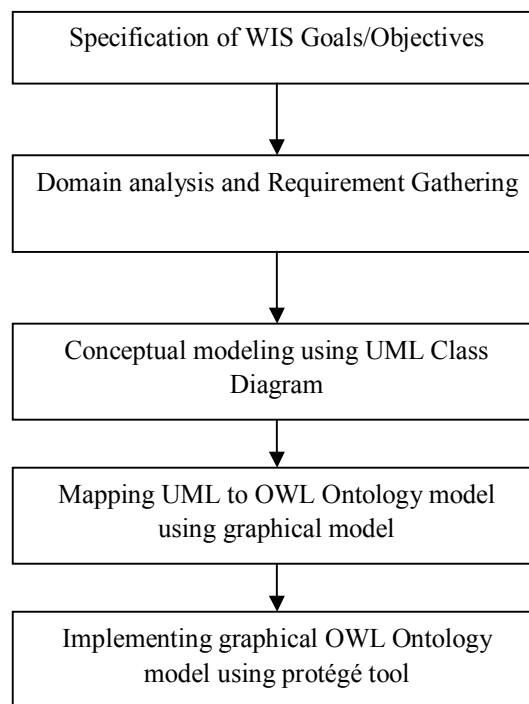 Specification of WIS Goals/Objectives
Domain analysis and Requirement Gathering
Conceptual modeling using UML Class
Diagram
Mapping UML to OWL Ontology model
using graphical model
Implementing graphical OWL Ontology
model using protégé tool